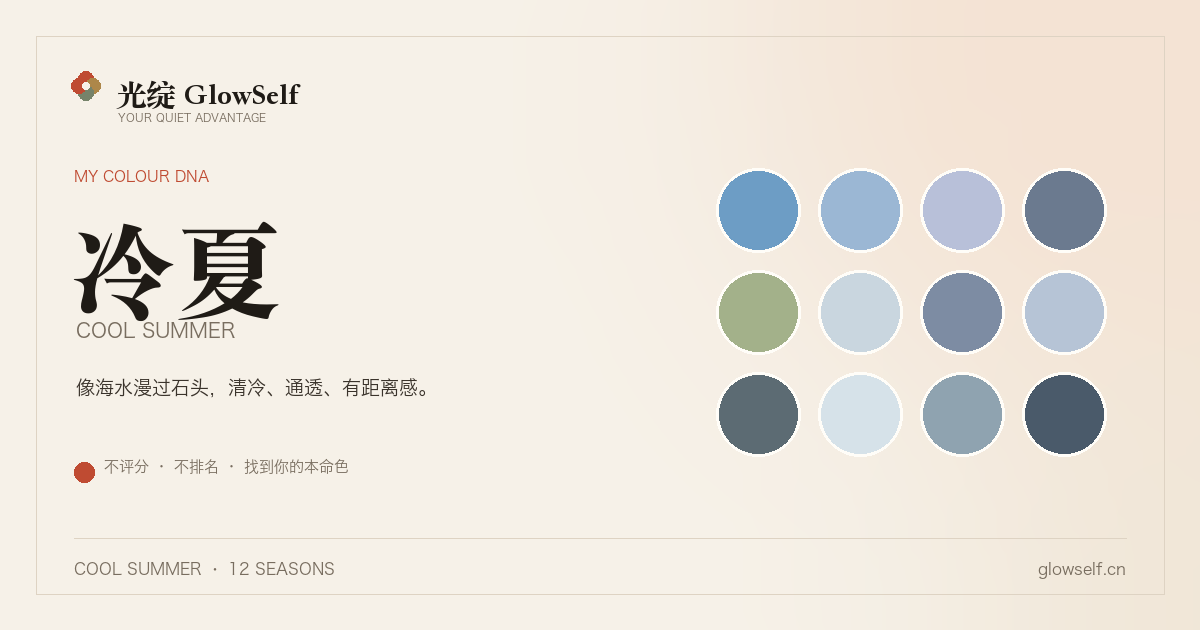 光绽 GlowSelf
YOUR QUIET ADVANTAGE
MY COLOUR DNA
冷夏
COOL SUMMER
像海水漫过石头，清冷、通透、有距离感。
不评分 · 不排名 · 找到你的本命色
COOL SUMMER · 12 SEASONS
glowself.cn